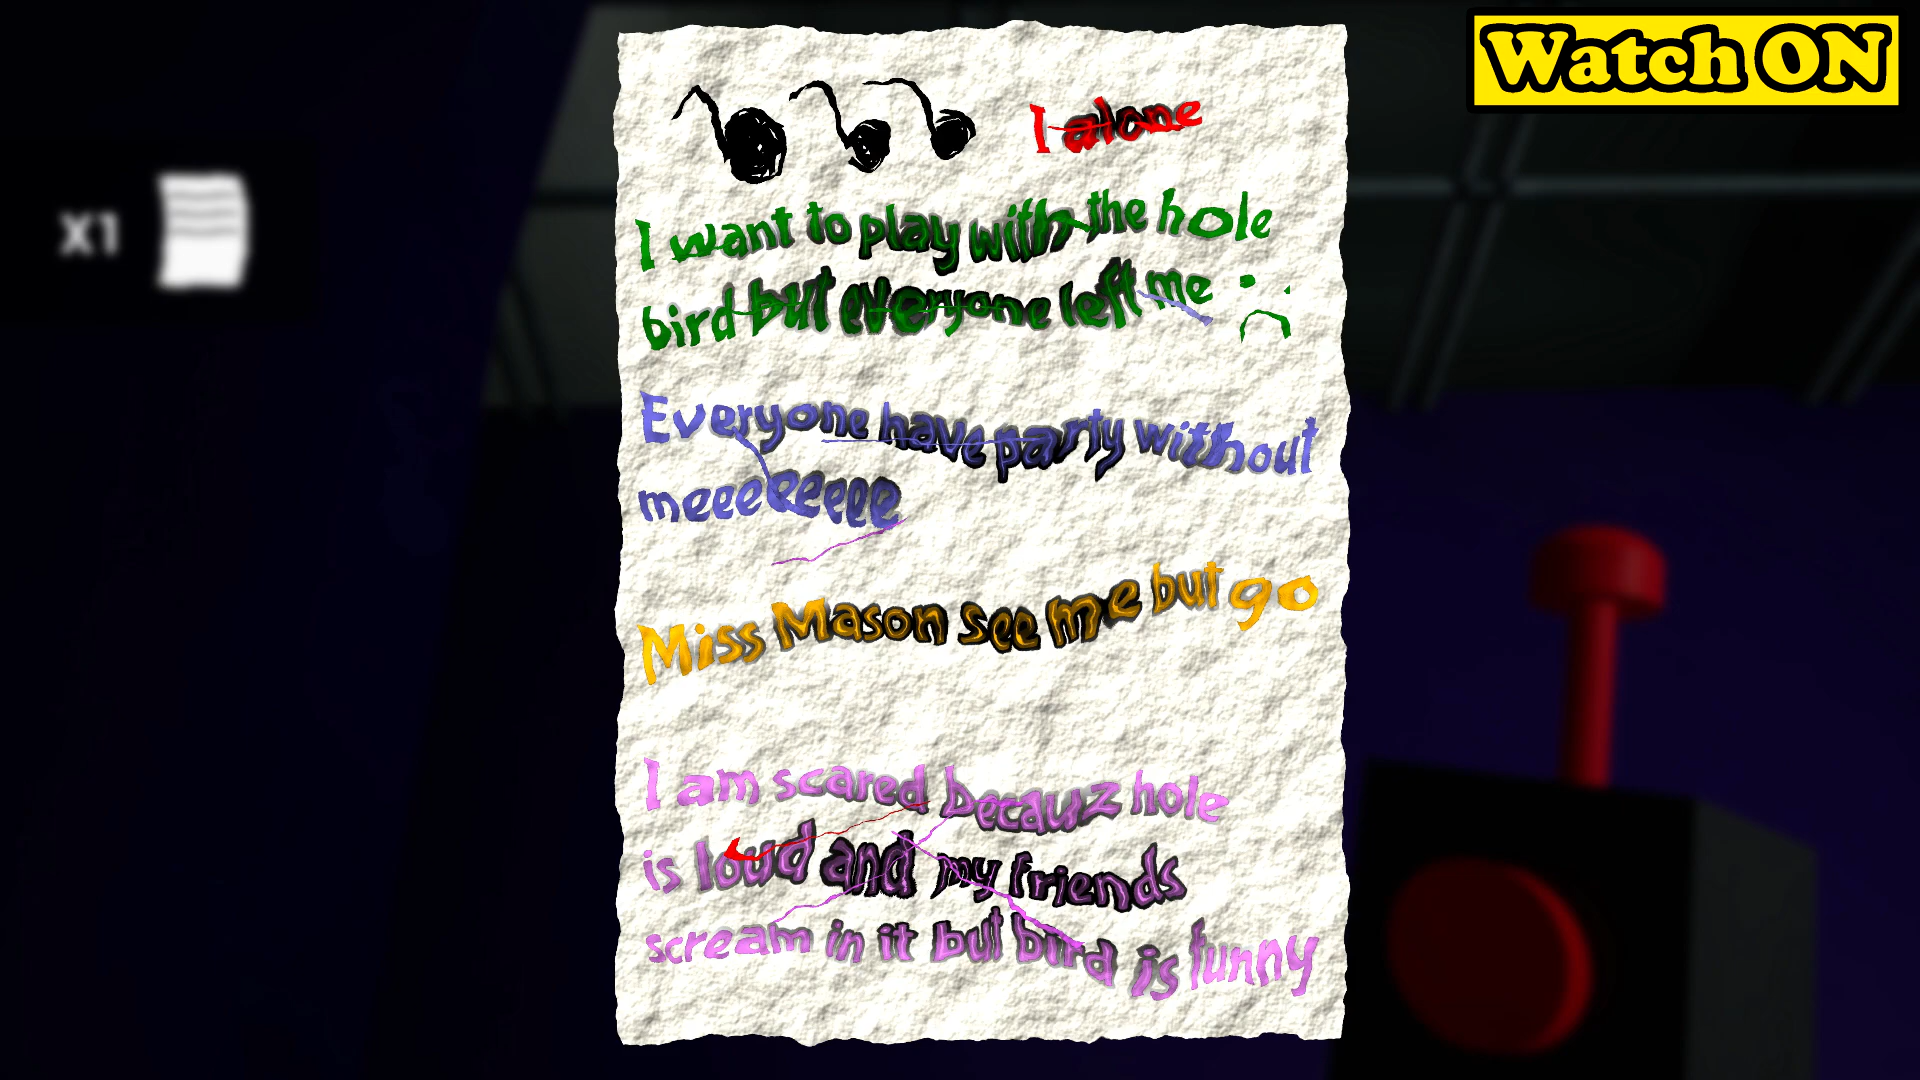 Watch ON
X1
I alone
I want to play with the hole
bird but everyone left me
Everyone have party without
meeeeeeee
Miss Mason see me but go
I am scared becauz hole
is loud and my friends
scream in it but bird is funny